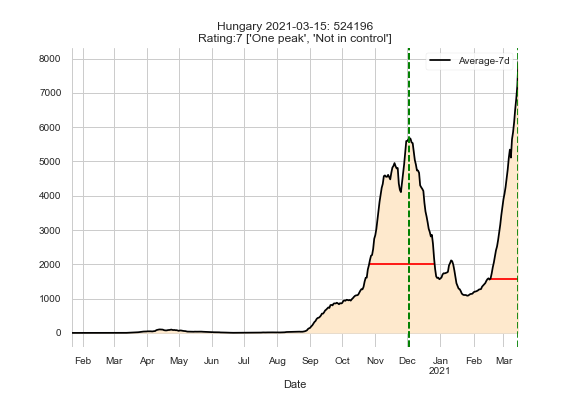 Hungary 2021-03-15: 524196
Rating:7 ['One peak', 'Not in control']
Average-7d
8000
7000
6000
5000
4000
3000
2000
1000
0
Feb Mar Apr May Jun Jul Aug Sep Oct Nov Dec Jan Feb Mar
2021
Date